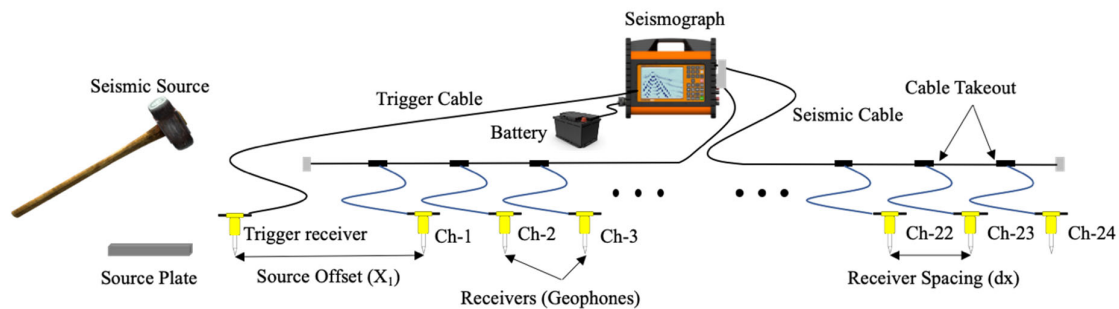 Seismograph
Seismic Source
Trigger Cable
Cable Takeout
Battery
Seismic Cable
Trigger receiver
Ch-1
Ch-2
Ch-3
Ch-22
Ch-23
Ch-24
Source Plate
Source Offset (X₁)
Receivers (Geophones)
Receiver Spacing (dx)